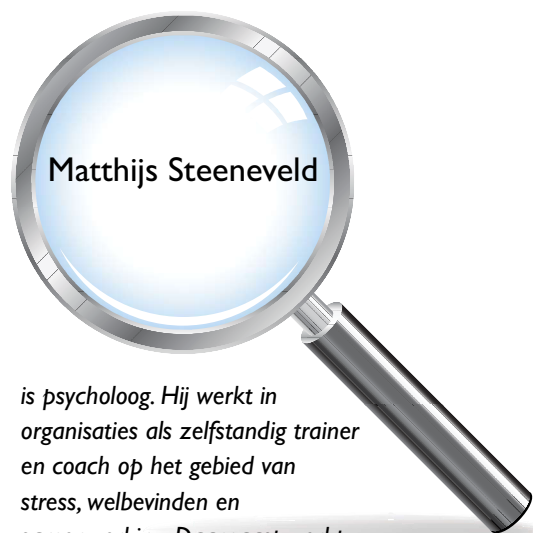 Matthijs Steeneveld
is psycholoog. Hij werkt in
organisaties als zelfstandig trainer
en coach op het gebied van
stress, welbevinden en